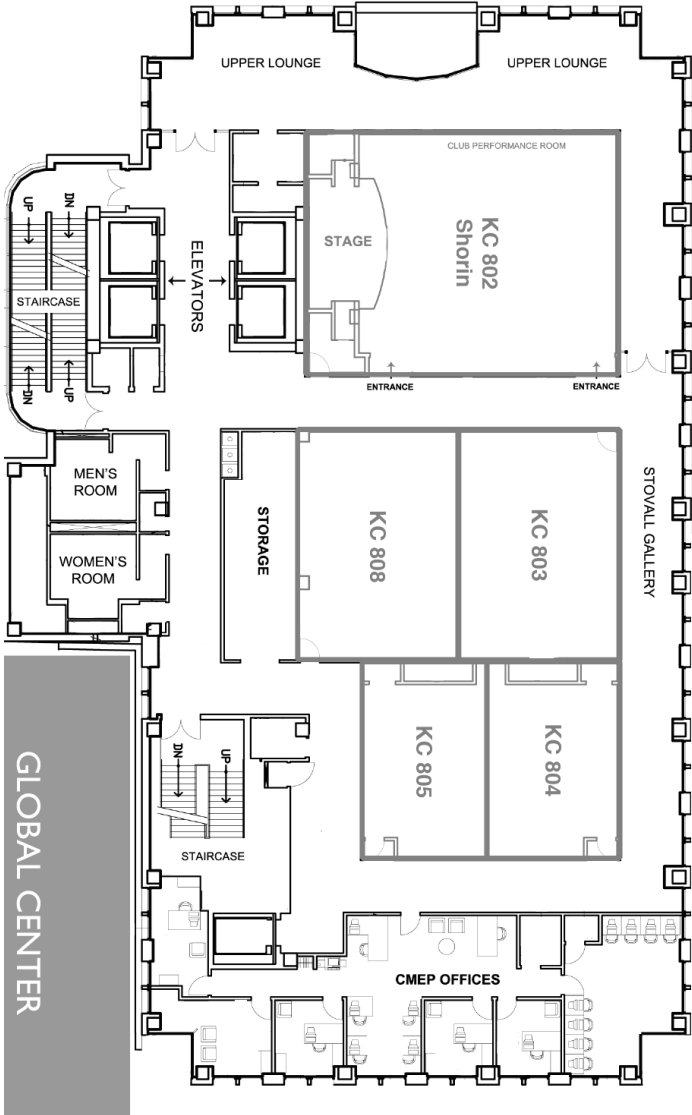 UPPER LOUNGE
UPPER LOUNGE
CLUB PERFORMANCE ROOM
KC 802
Shorin
STAGE
UP
DN
ELEVATORS
STAIRCASE
DN
UP
ENTRANCE
ENTRANCE
MEN'S
ROOM
STORAGE
KC 808
KC 803
STOVALL GALLERY
WOMEN'S
ROOM
DN
UP
KC 805
KC 804
STAIRCASE
GLOBAL CENTER
CMEP OFFICES